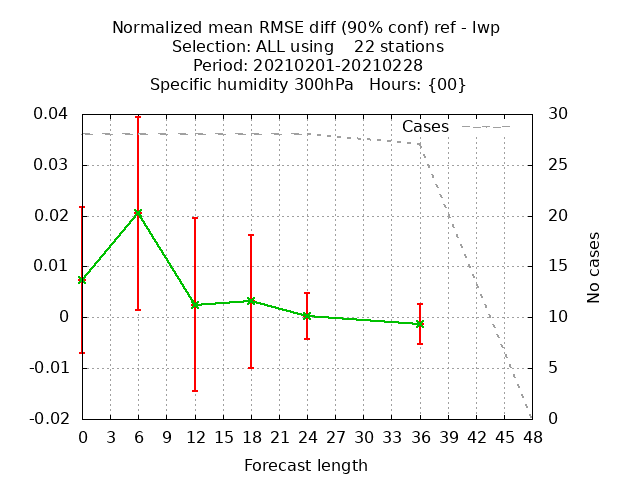 Normalized mean RMSE diff (90% conf) ref - lwp
Selection: ALL using    22 stations
Period: 20210201-20210228
Specific humidity 300hPa   Hours: {00}
Cases
0.04
0.03
0.02
0.01
0
-0.01
-0.02
30
25
20
15
10
5
0
No cases
0 3 6 9 12 15 18 21 24 27 30 33 36 39 42 45 48
Forecast length